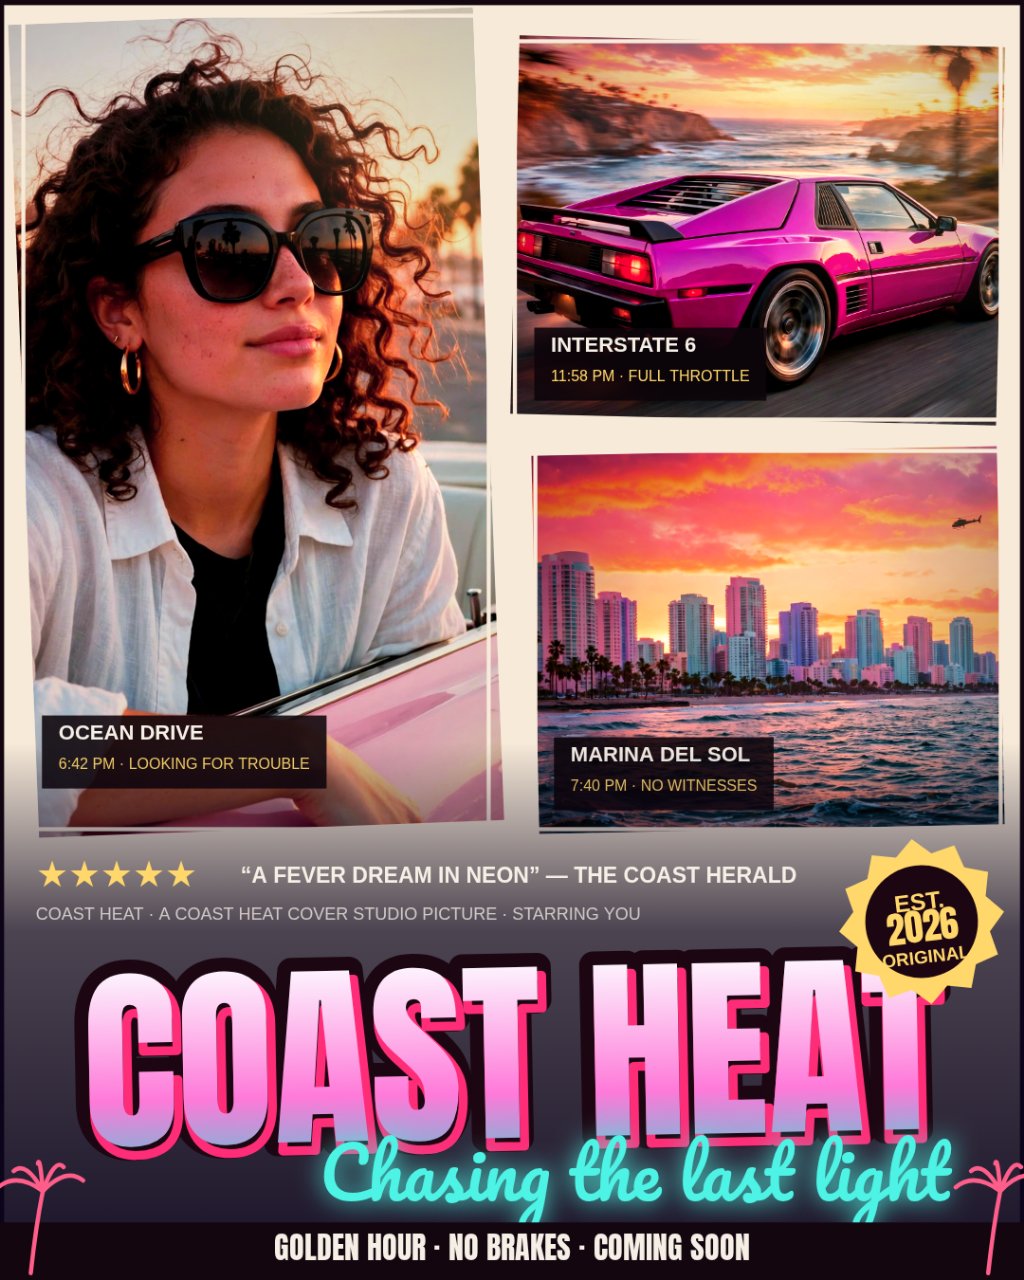 OCEAN DRIVE
6:42 PM · LOOKING FOR TROUBLE
INTERSTATE 6
11:58 PM · FULL THROTTLE
MARINA DEL SOL
7:40 PM · NO WITNESSES
★★★★★ “A FEVER DREAM IN NEON” — THE COAST HERALD
COAST HEAT · A COAST HEAT COVER STUDIO PICTURE · STARRING YOU
EST.
2026
ORIGINAL
COAST HEAT
Chasing the last light
GOLDEN HOUR · NO BRAKES · COMING SOON